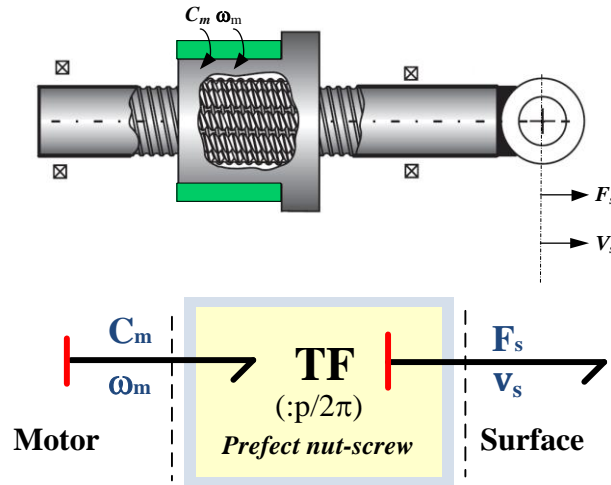 Cm ωm
Fs
Vs
Cm
ωm
TF
(:p/2π)
Prefect nut-screw
Fs
vs
Motor
Surface